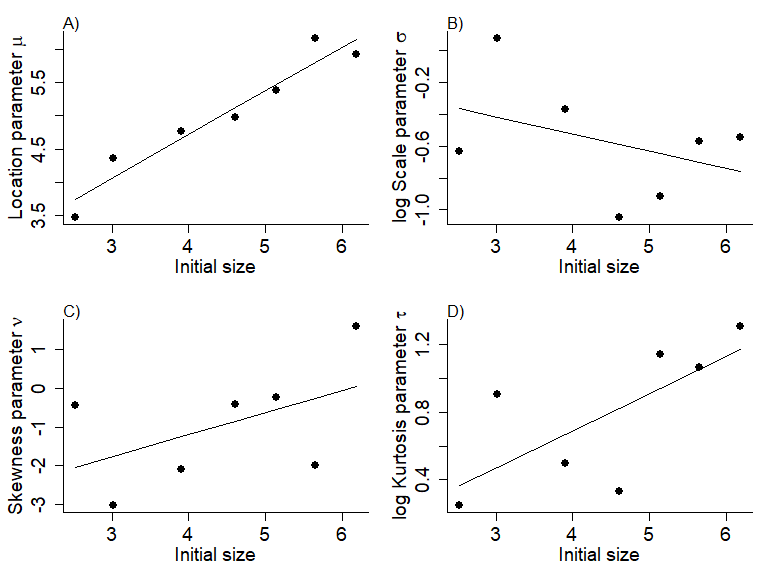 A)
Location parameter μ
3.5
4.5
5.5
3 4 5 6
Initial size
B)
log Scale parameter σ
-1.0
-0.6
-0.2
3 4 5 6
Initial size
C)
Skewness parameter ν
-3
-2
-1
0
1
3 4 5 6
Initial size
D)
log Kurtosis parameter τ
0.4
0.8
1.2
3 4 5 6
Initial size